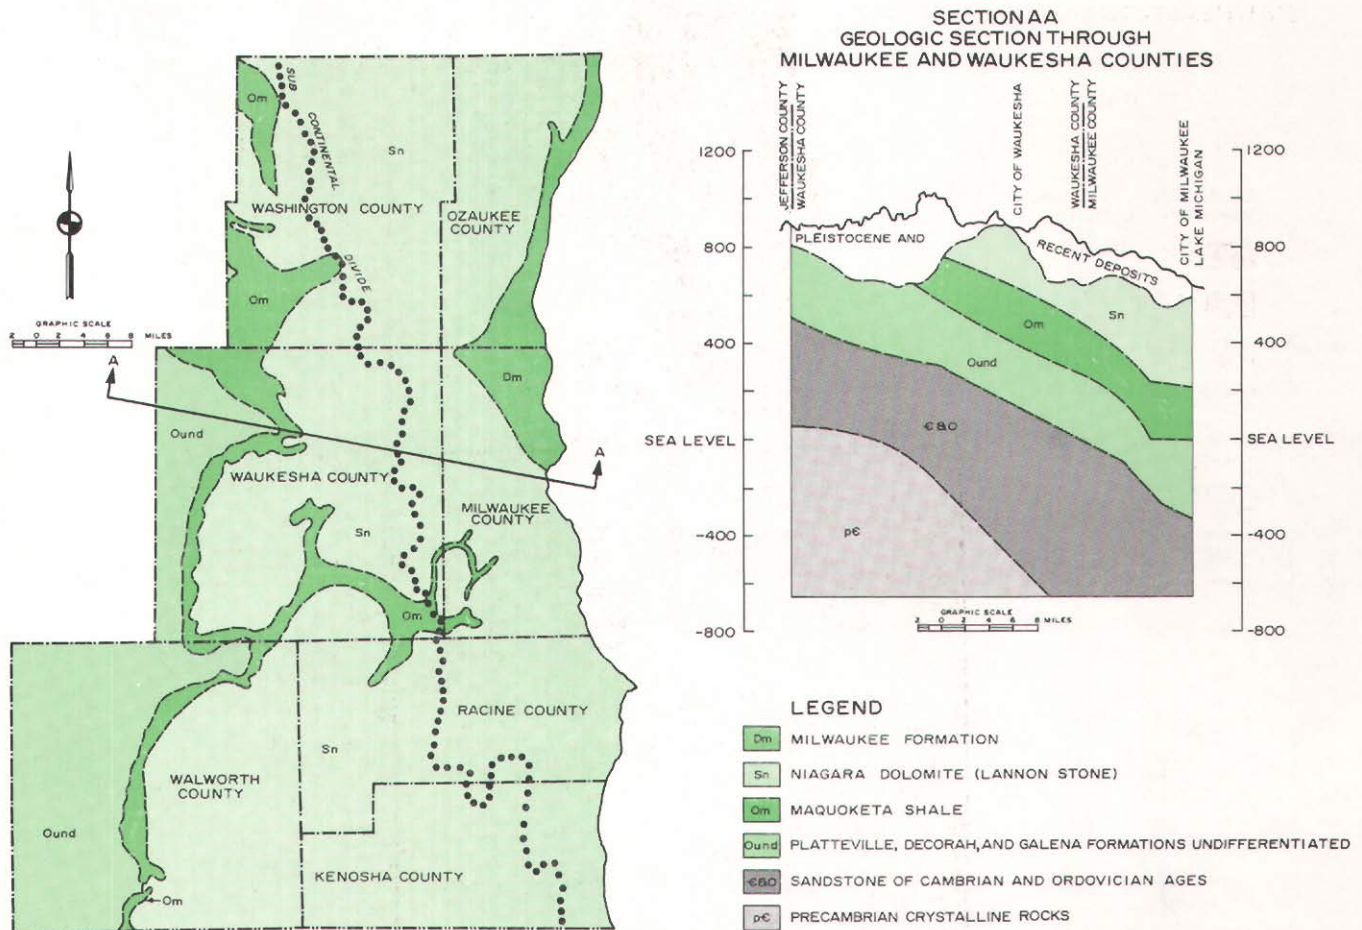 SECTION AA
GEOLOGIC SECTION THROUGH
MILWAUKEE AND WAUKESHA COUNTIES
SUB
CONTINENTAL
DIVIDE
Om
Sn
WASHINGTON COUNTY
OZAUKEE
COUNTY
Om
GRAPHIC SCALE
2 0 2 4 6 8 MILES
A
Dm
Ound
A
WAUKESHA COUNTY
MILWAUKEE
COUNTY
Sn
Om
RACINE COUNTY
Sn
WALWORTH
COUNTY
Ound
KENOSHA COUNTY
Om
JEFFERSON COUNTY
WAUKESHA COUNTY
CITY OF WAUKESHA
WAUKESHA COUNTY
MILWAUKEE COUNTY
CITY OF MILWAUKEE
LAKE MICHIGAN
1200
800
400
SEA LEVEL
-400
-800
1200
800
400
SEA LEVEL
-400
-800
PLEISTOCENE AND
RECENT DEPOSITS
Sn
Om
Ound
Є&O
pЄ
GRAPHIC SCALE
2 0 2 4 6 8 MILES
LEGEND
Dm MILWAUKEE FORMATION
Sn NIAGARA DOLOMITE (LANNON STONE)
Om MAQUOKETA SHALE
Ound PLATTEVILLE, DECORAH, AND GALENA FORMATIONS UNDIFFERENTIATED
Є&O SANDSTONE OF CAMBRIAN AND ORDOVICIAN AGES
pЄ PRECAMBRIAN CRYSTALLINE ROCKS